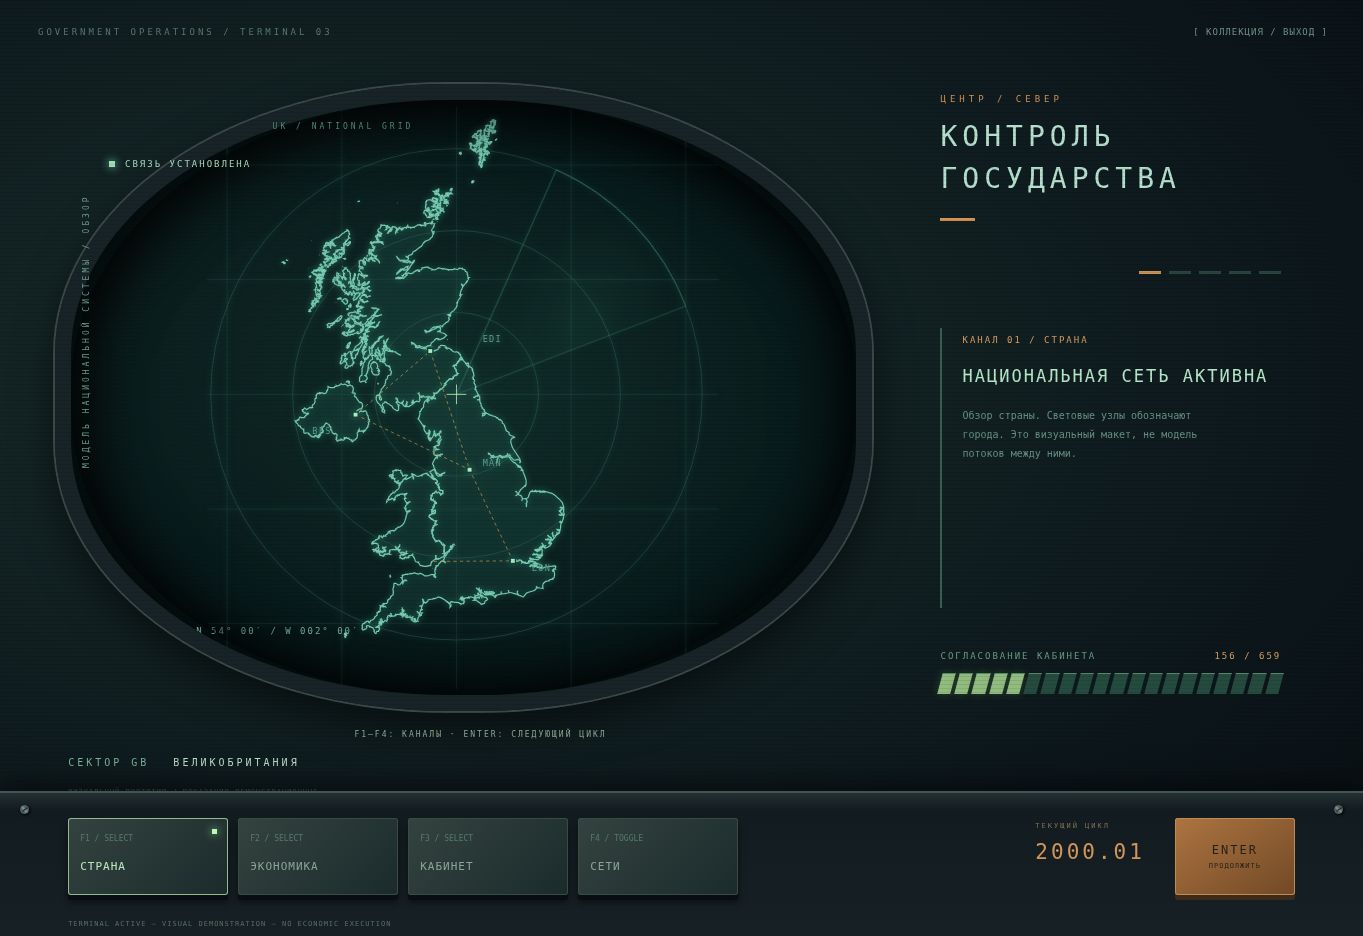 GOVERNMENT OPERATIONS / TERMINAL 03
[ КОЛЛЕКЦИЯ / ВЫХОД ]
UK / NATIONAL GRID
СВЯЗЬ УСТАНОВЛЕНА
МОДЕЛЬ НАЦИОНАЛЬНОЙ СИСТЕМЫ / ОБЗОР
EDI
MAN
N 54° 00′ / W 002° 00′
F1—F4: КАНАЛЫ · ENTER: СЛЕДУЮЩИЙ ЦИКЛ
СЕКТОР GB ВЕЛИКОБРИТАНИЯ
ЦЕНТР / СЕВЕР
КОНТРОЛЬ
ГОСУДАРСТВА
КАНАЛ 01 / СТРАНА
НАЦИОНАЛЬНАЯ СЕТЬ АКТИВНА
Обзор страны. Световые узлы обозначают
города. Это визуальный макет, не модель
потоков между ними.
СОГЛАСОВАНИЕ КАБИНЕТА 156 / 659
F1 / SELECT
СТРАНА
F2 / SELECT
ЭКОНОМИКА
F3 / SELECT
КАБИНЕТ
F4 / TOGGLE
СЕТИ
ТЕКУЩИЙ ЦИКЛ
2000.01
ENTER
ПРОДОЛЖИТЬ
TERMINAL ACTIVE — VISUAL DEMONSTRATION — NO ECONOMIC EXECUTION